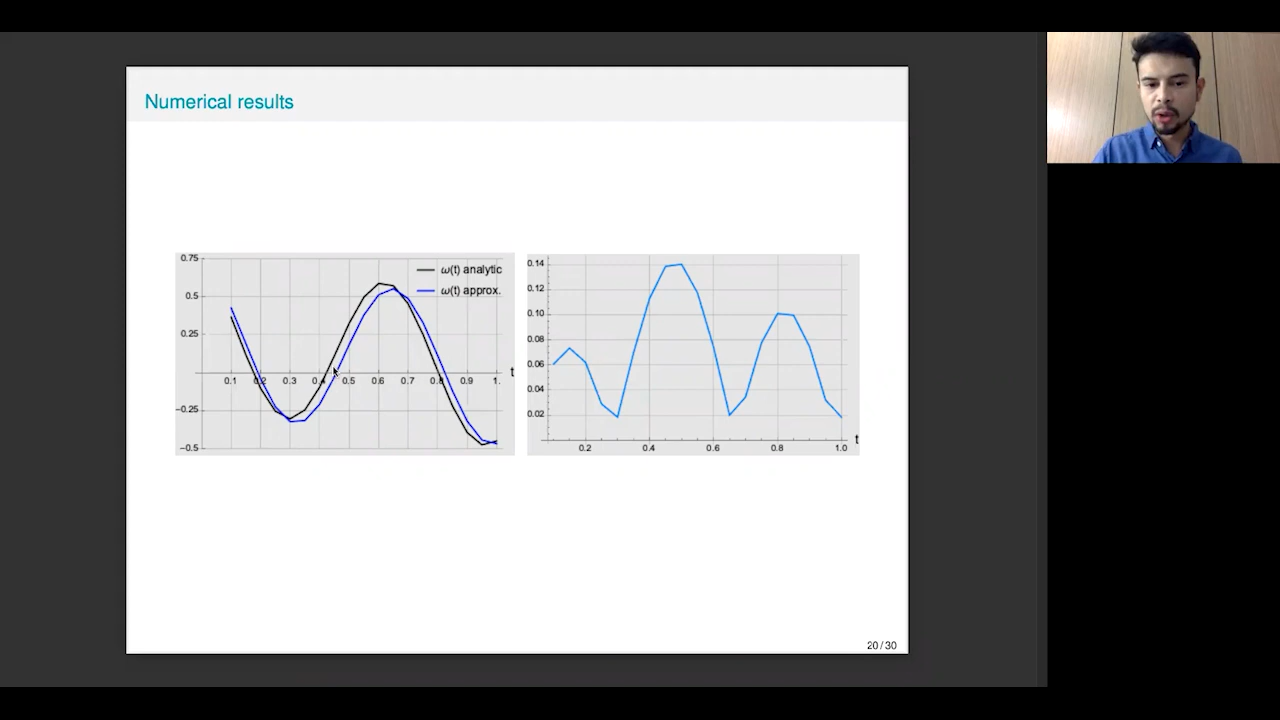 Numerical results
0.75
0.5
0.25
−0.25
−0.5
0.1 0.2 0.3 0.4 0.5 0.6 0.7 0.8 0.9 1.
t
ω(t) analytic
ω(t) approx.
0.14
0.12
0.10
0.08
0.06
0.04
0.02
0.2 0.4 0.6 0.8 1.0
t
20 / 30